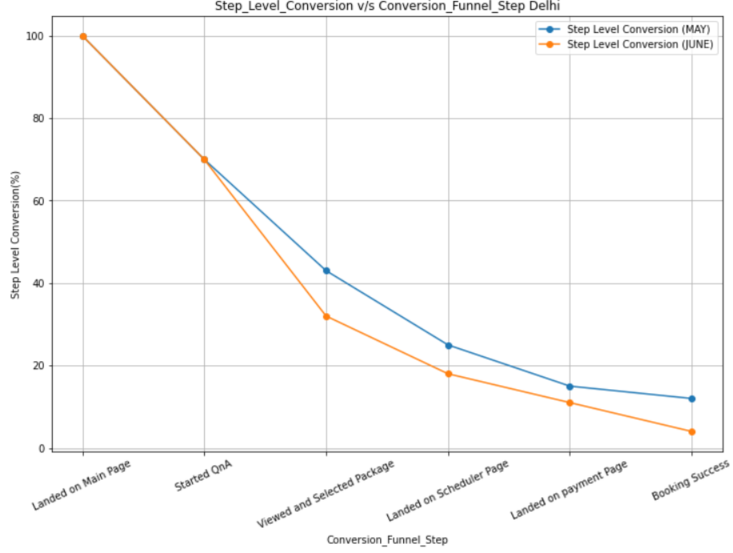 Step_Level_Conversion v/s Conversion_Funnel_Step Delhi
Step Level Conversion (MAY)
Step Level Conversion (JUNE)
Step Level Conversion(%)
100
80
60
40
20
0
Landed on Main Page
Started QnA
Viewed and Selected Package
Landed on Scheduler Page
Landed on payment Page
Booking Success
Conversion_Funnel_Step